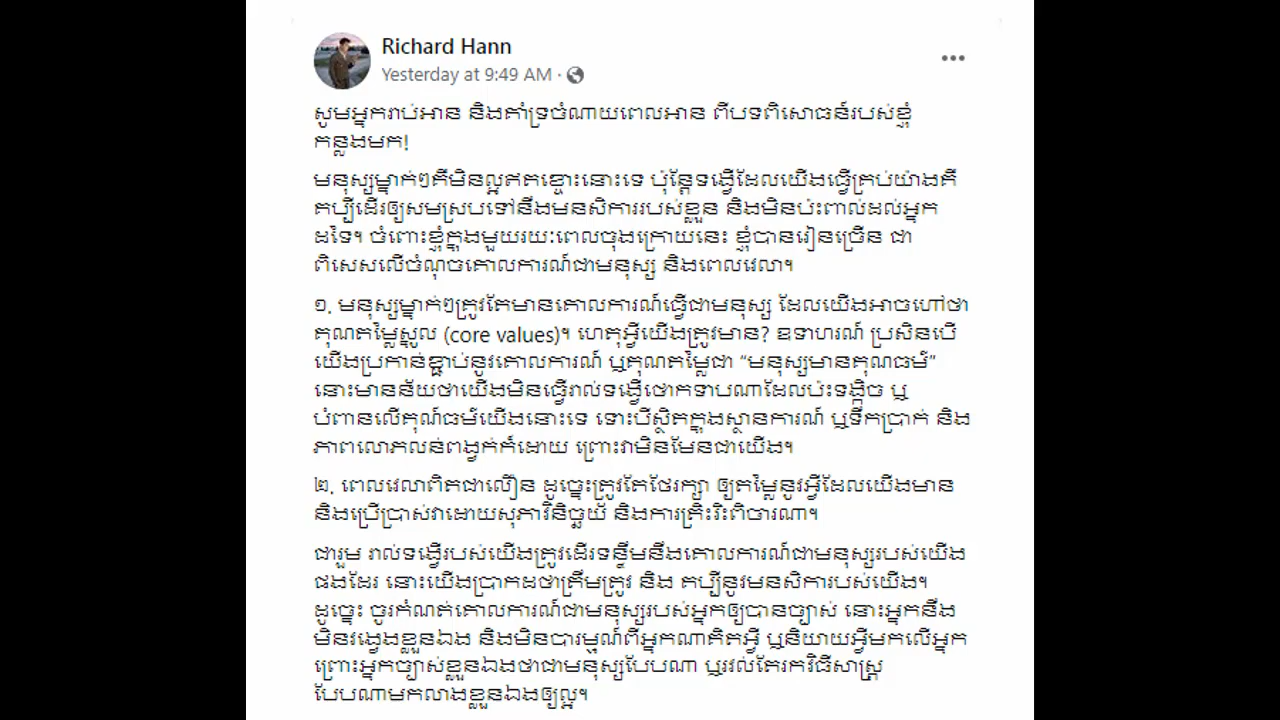 Richard Hann
Yesterday at 9:49 AM ·
សូមអ្នករាប់អាន និងគាំទ្រចំណាយពេលអាន ពីបទពិសោធន៍របស់ខ្ញុំ
កន្លងមក!
មនុស្សម្នាក់ៗគឺមិនល្អឥតខ្ចោះនោះទេ ប៉ុន្តែទង្វើដែលយើងធ្វើគ្រប់យ៉ាងគឺ
គប្បីដើរឲ្យសមស្របទៅនឹងមនសិការរបស់ខ្លួន និងមិនប៉ះពាល់ដល់អ្នក
ដទៃ។ ចំពោះខ្ញុំក្នុងមួយរយៈពេលចុងក្រោយនេះ ខ្ញុំបានរៀនច្រើន ជា
ពិសេសលើចំណុចគោលការណ៍ជាមនុស្ស និងពេលវេលា។
១. មនុស្សម្នាក់ៗត្រូវតែមានគោលការណ៍ធ្វើជាមនុស្ស ដែលយើងអាចហៅថា
គុណតម្លៃស្នូល (core values)។ ហេតុអ្វីយើងត្រូវមាន? ឧទាហរណ៍ ប្រសិនបើ
យើងប្រកាន់ខ្ជាប់នូវគោលការណ៍ ឬគុណតម្លៃជា “មនុស្សមានគុណធម៌”
នោះមានន័យថាយើងមិនធ្វើរាល់ទង្វើថោកទាបណាដែលប៉ះទង្គិច ឬ
បំពានលើគុណ៍ធម៌យើងនោះទេ ទោះបីស្ថិតក្នុងស្ថានការណ៍ ឬទឹកប្រាក់ និង
ភាពលោភលន់ពង្វក់ក៏ដោយ ព្រោះវាមិនមែនជាយើង។
២. ពេលវេលាពិតជាលឿន ដូច្នេះត្រូវតែថែរក្សា ឲ្យតម្លៃនូវអ្វីដែលយើងមាន
និងប្រើប្រាស់វាដោយសុភាវិនិច្ឆយ័ និងការគ្រិះរិះពិចារណា។
ជារួម រាល់ទង្វើរបស់យើងត្រូវដើរទន្ទឹមនឹងគោលការណ៍ជាមនុស្សរបស់យើង
ផងដែរ នោះយើងប្រាកដថាត្រឹមត្រូវ និង គប្បីនូវមនសិការបស់យើង។
ដូច្នេះ ចូរកំណត់គោលការណ៍ជាមនុស្សរបស់អ្នកឲ្យបានច្បាស់ នោះអ្នកនឹង
មិនវង្វេងខ្លួនឯង និងមិនបារម្មណ៍ពីអ្នកណាគិតអ្វី ឬនិយាយអ្វីមកលើអ្នក
ព្រោះអ្នកច្បាស់ខ្លួនឯងថាជាមនុស្សបែបណា ឬរវល់តែរកវិធីសាស្ត្រ
បែបណាមកលាងខ្លួនឯងឲ្យល្អ។